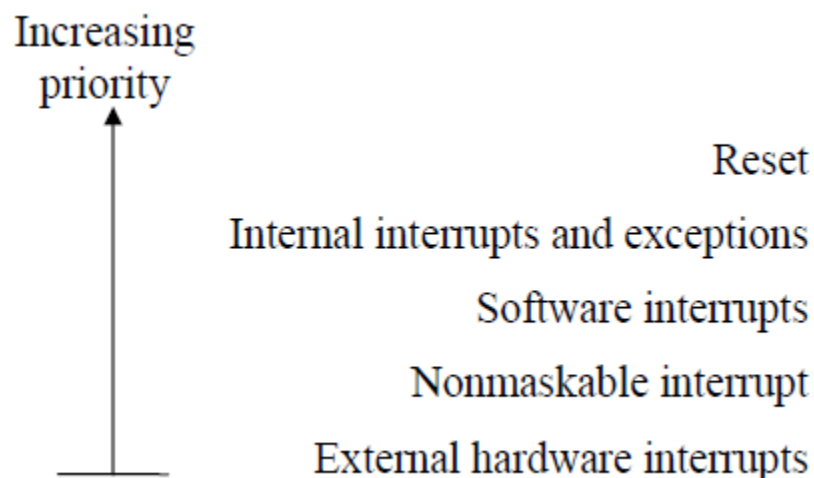 Increasing
priority
Reset
Internal interrupts and exceptions
Software interrupts
Nonmaskable interrupt
External hardware interrupts